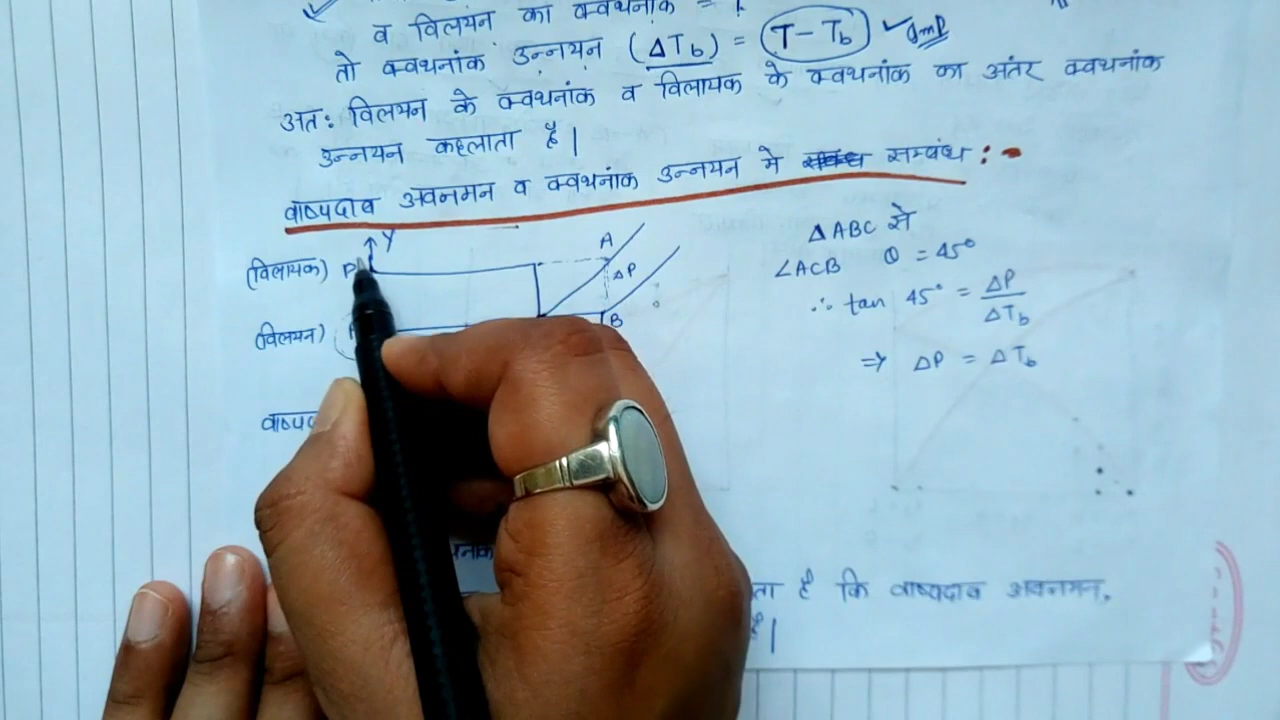 व विलयन का क्वथनांक =
तो क्वथनांक उन्नयन (ΔTb) = (T - Tb) ✓ Imp
अतः विलयन के क्वथनांक व विलायक के क्वथनांक का अंतर क्वथनांक
उन्नयन कहलाता है |
वाष्पदाब अवनमन व क्वथनांक उन्नयन मे सम्बंध :-
Y
(विलायक) P
A
ΔP
(विलयन)
B
ΔABC से
∠ACB θ = 45°
∴ tan 45° = ΔP / ΔTb
⇒ ΔP = ΔTb
है कि वाष्पदाब अवनमन,
है |